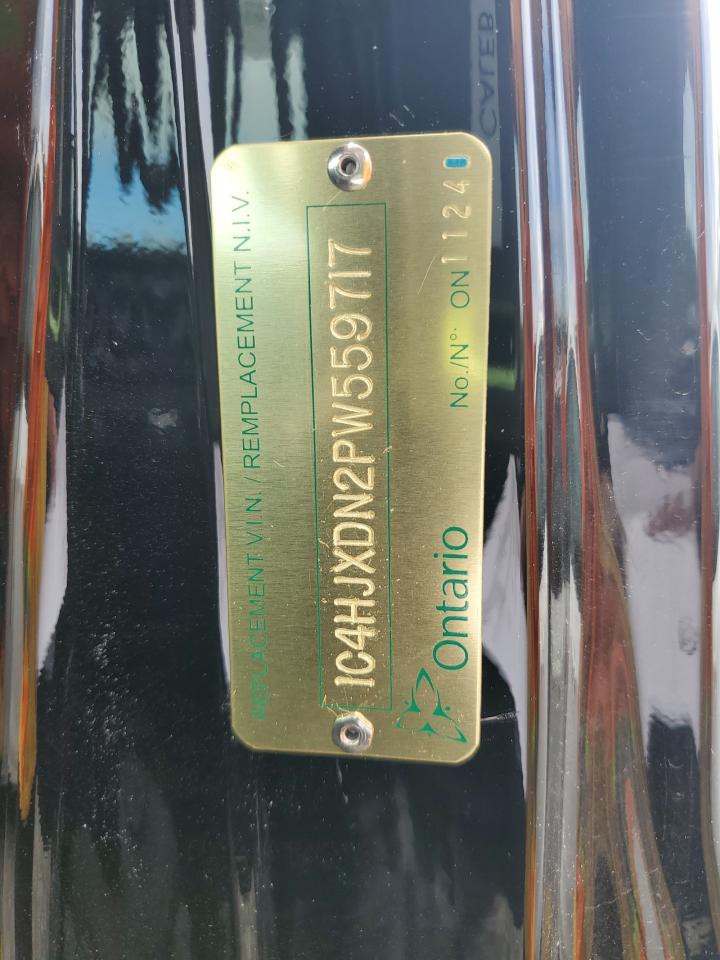 REPLACEMENT V.I.N. / REMPLACEMENT N.I.V.
1C4HJXDN2PW559717
Ontario No./N°. ON 1124